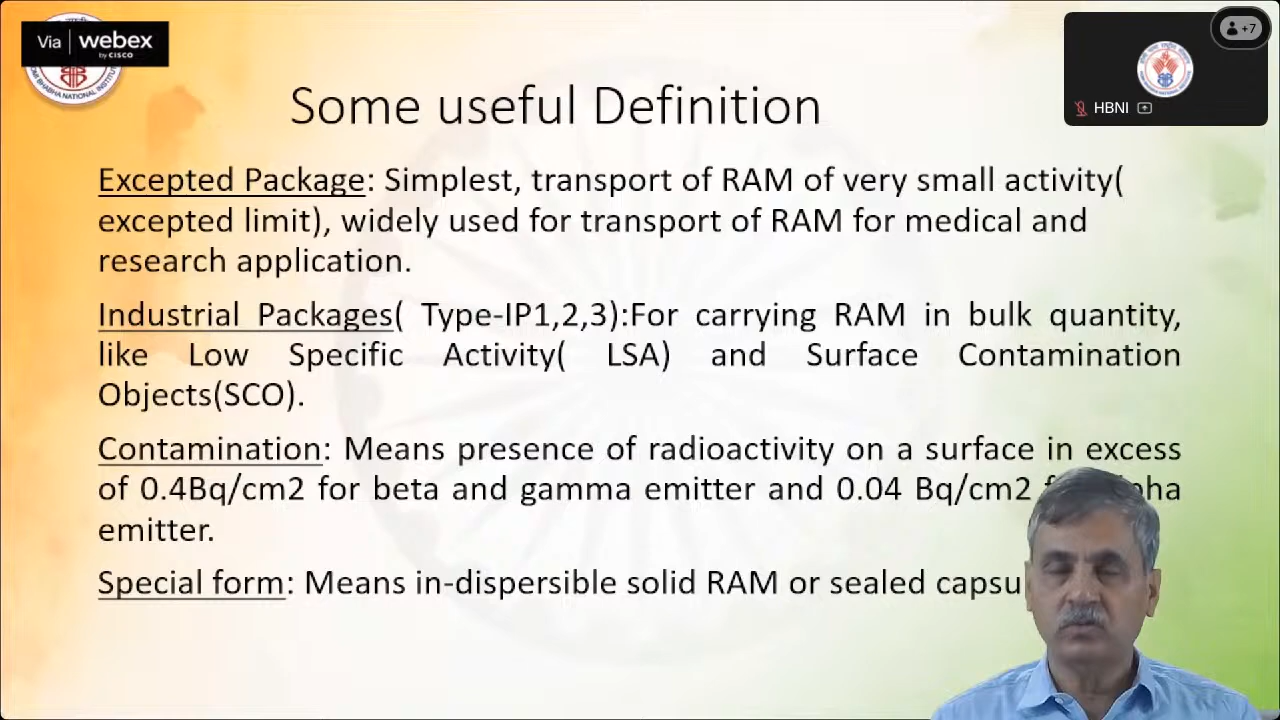 Via webex
by CISCO
BHABHA NATIONAL
+7
HBNI
Some useful Definition
Excepted Package: Simplest, transport of RAM of very small activity(
excepted limit), widely used for transport of RAM for medical and
research application.
Industrial Packages( Type-IP1,2,3):For carrying RAM in bulk quantity,
like Low Specific Activity( LSA) and Surface Contamination
Objects(SCO).
Contamination: Means presence of radioactivity on a surface in excess
of 0.4Bq/cm2 for beta and gamma emitter and 0.04 Bq/cm2
emitter.
Special form: Means in-dispersible solid RAM or sealed